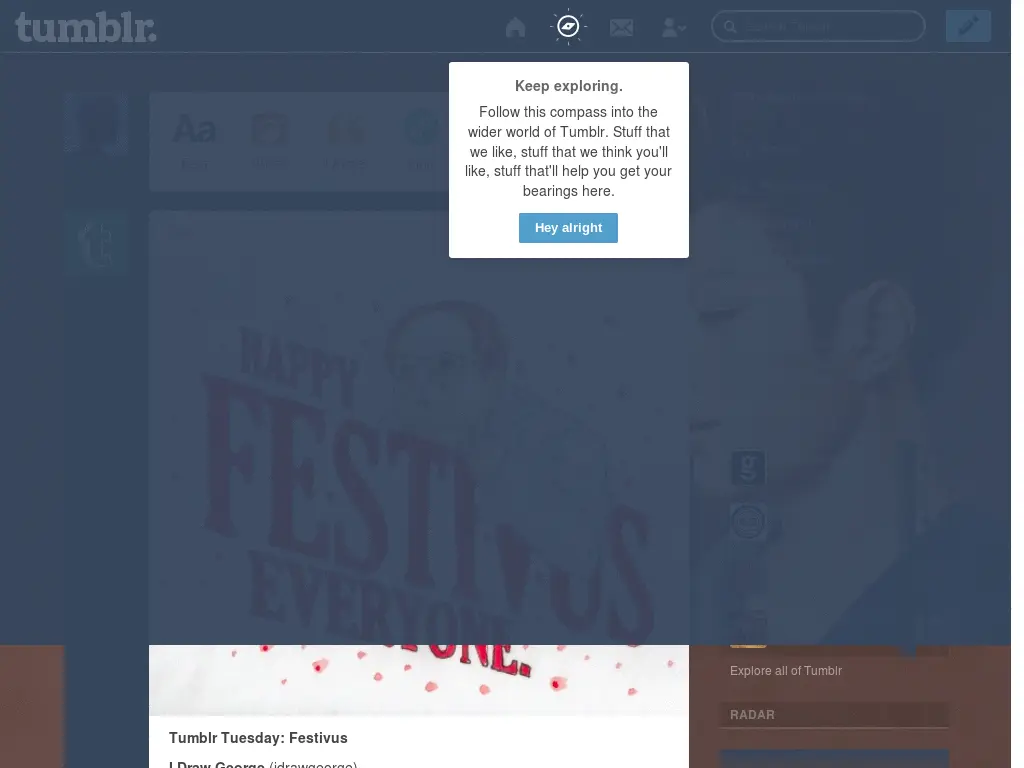 tumblr.
Keep exploring.
Follow this compass into the
wider world of Tumblr. Stuff that
we like, stuff that we think you'll
like, stuff that'll help you get your
bearings here.
Hey alright
Aa
t
HAPPY
FESTIVUS
EVERYONE.
g
Explore all of Tumblr
RADAR
Tumblr Tuesday: Festivus
I Draw George (idrawgeorge)